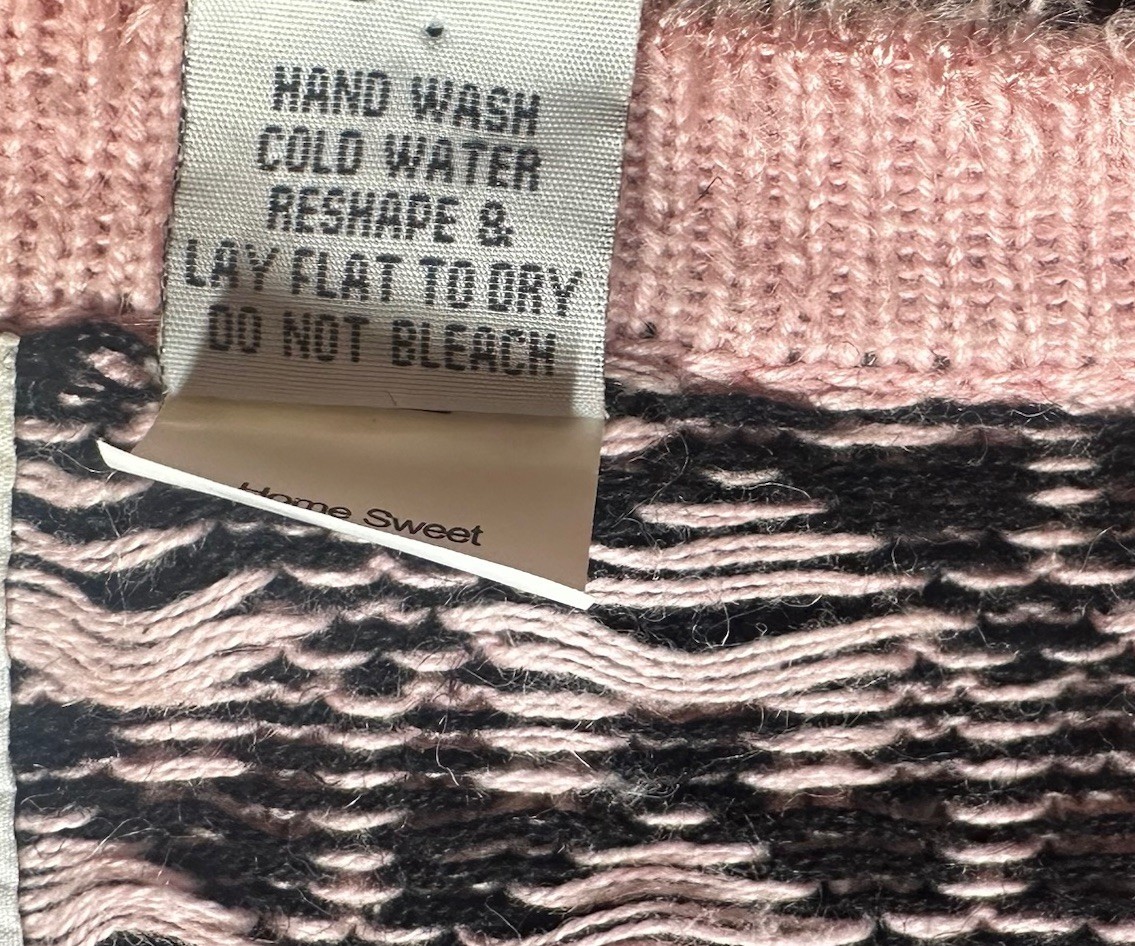 HAND WASH
COLD WATER
RESHAPE &
LAY FLAT TO DRY
DO NOT BLEACH
Home Sweet